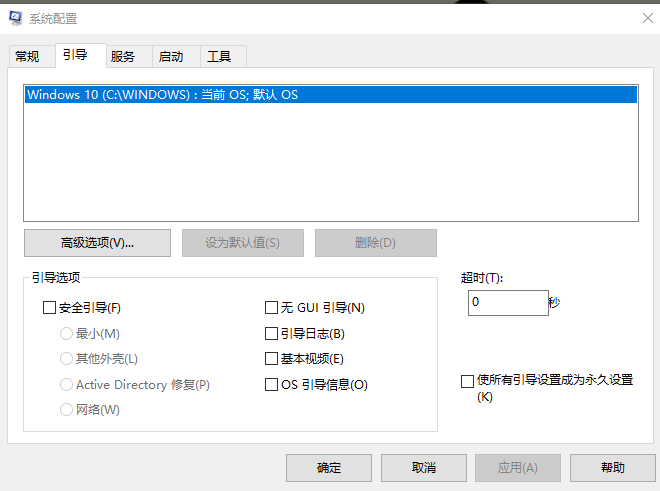 系统配置
常规 引导 服务 启动 工具
Windows 10 (C:\WINDOWS) : 当前 OS; 默认 OS
高级选项(V)... 设为默认值(S) 删除(D)
引导选项
超时(T):
安全引导(F) 无 GUI 引导(N)
0 秒
最小(M) 引导日志(B)
其他外壳(L) 基本视频(E)
Active Directory 修复(P) OS 引导信息(O)
使所有引导设置成为永久设置
(K)
网络(W)
确定 取消 应用(A) 帮助